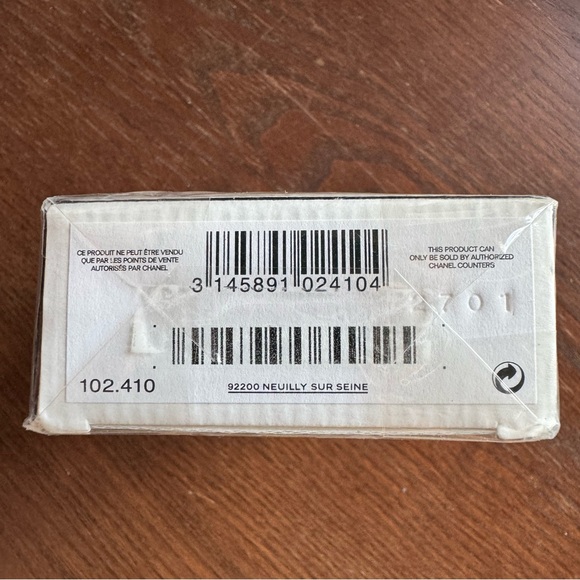 CE PRODUIT NE PEUT ÊTRE VENDU
QUE PAR LES POINTS DE VENTE
AUTORISÉS PAR CHANEL
THIS PRODUCT CAN
ONLY BE SOLD BY AUTHORIZED
CHANEL COUNTERS
3 145891 024104
701
102.410
92200 NEUILLY SUR SEINE